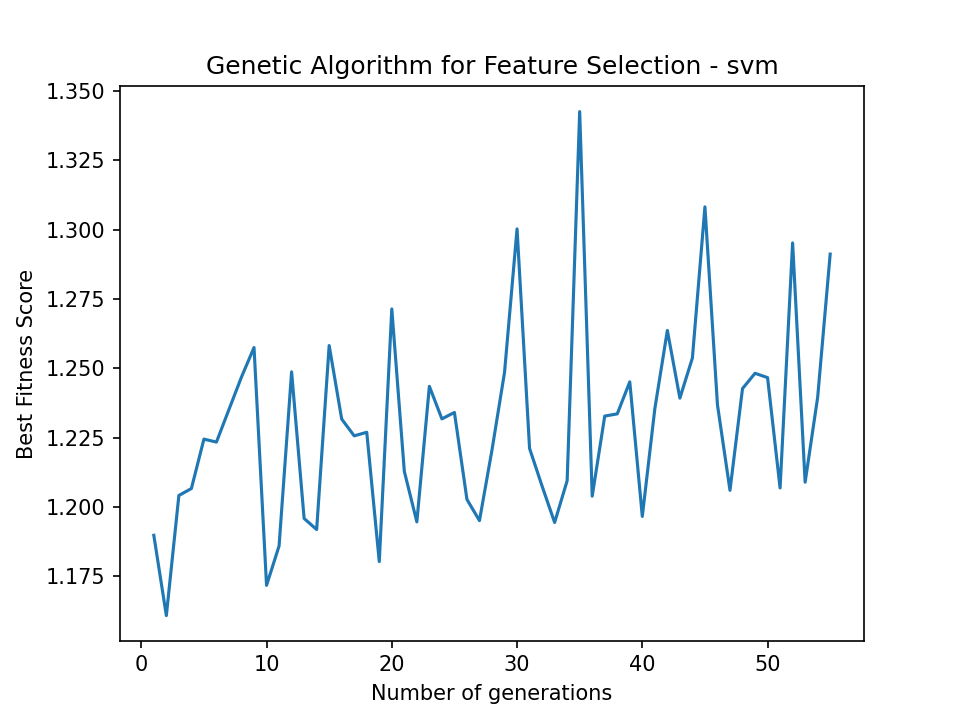 Genetic Algorithm for Feature Selection - svm
1.350
1.325
1.300
1.275
1.250
1.225
1.200
1.175
Best Fitness Score
0 10 20 30 40 50
Number of generations